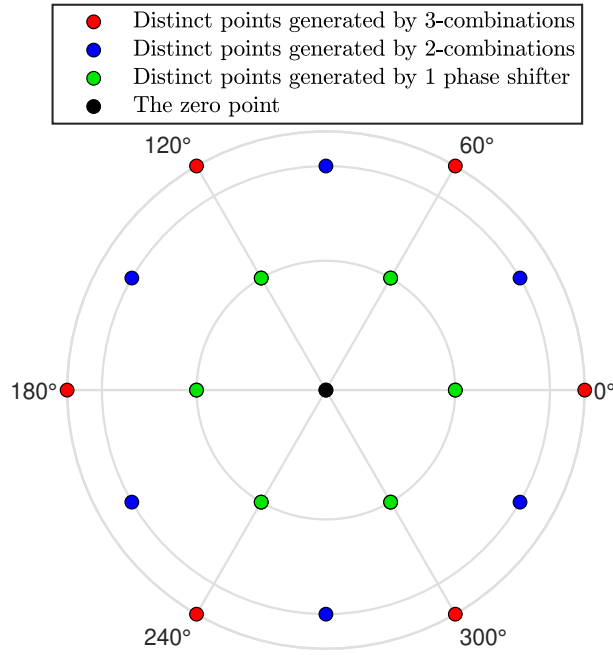 Distinct points generated by 3-combinations
Distinct points generated by 2-combinations
Distinct points generated by 1 phase shifter
The zero point
120°
60°
180°
0°
240°
300°